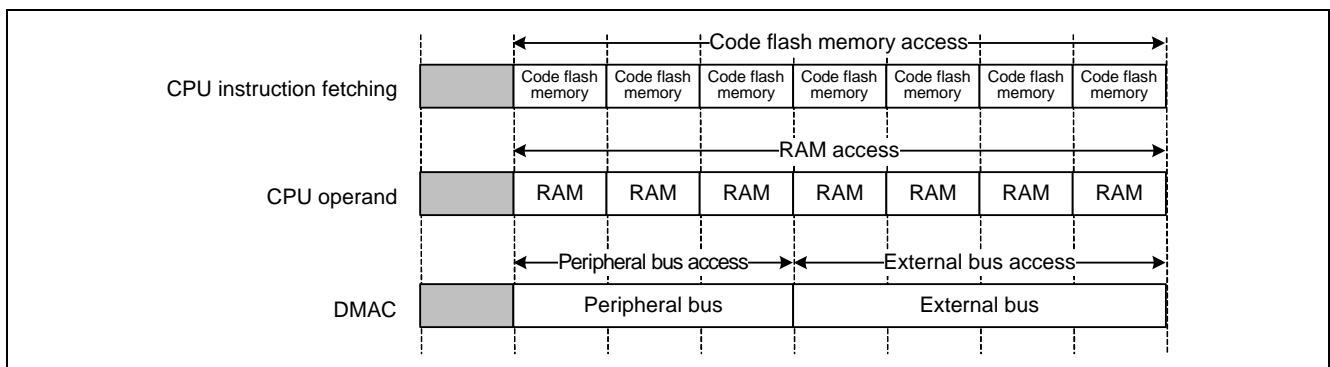 Code flash memory access
CPU instruction fetching
Code flash Code flash Code flash Code flash Code flash Code flash Code flash
memory memory memory memory memory memory memory
RAM access
CPU operand
RAM RAM RAM RAM RAM RAM RAM
Peripheral bus access External bus access
DMAC
Peripheral bus External bus